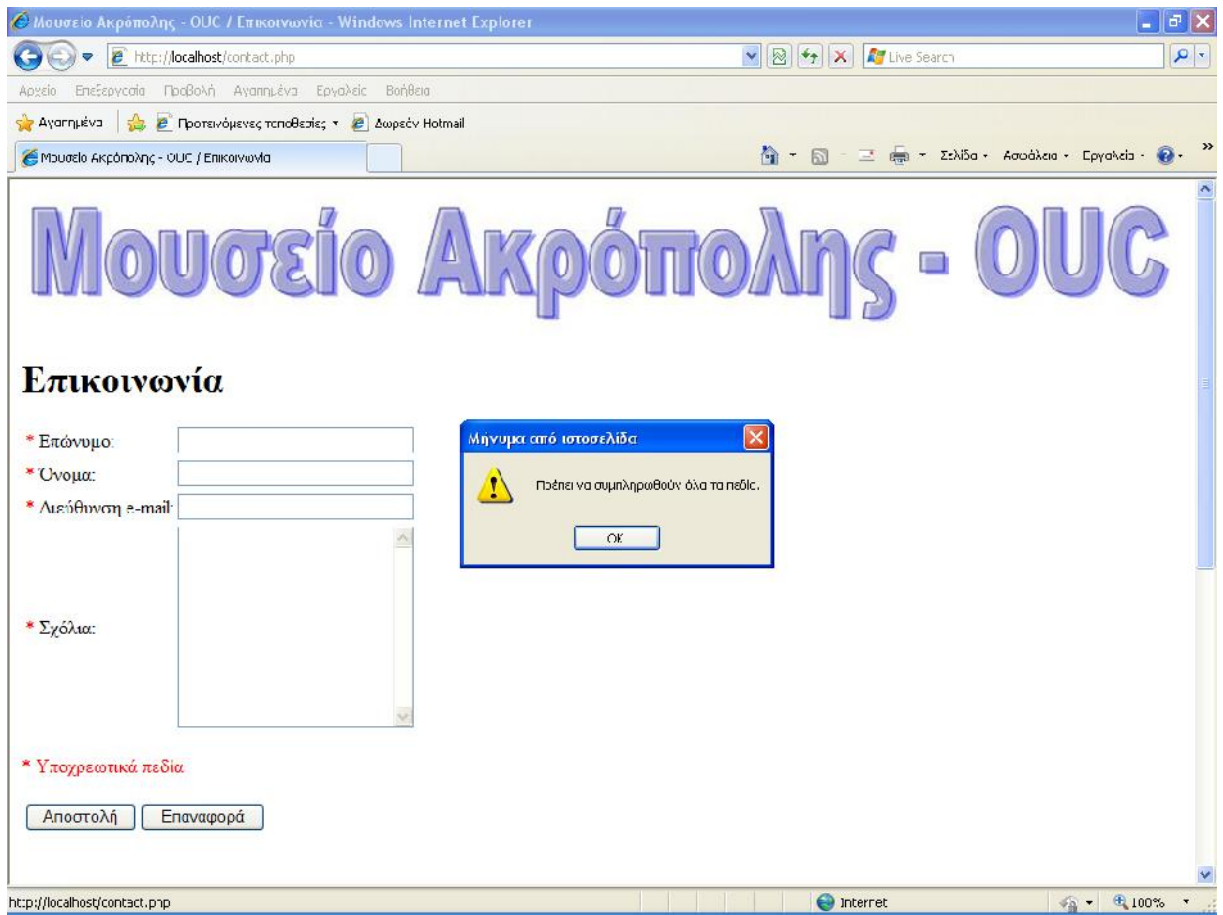 Μουσείο Ακρόπολης - OUC / Επικοινωνία - Windows Internet Explorer
http://localhost/contact.php
Live Search
Αρχείο Επεξεργασία Προβολή Αγαπημένα Εργαλεία Βοήθεια
Αγαπημένα Προτεινόμενες τοποθεσίες Δωρεάν Hotmail
Μουσείο Ακρόπολης - OUC / Επικοινωνία
Σελίδα Ασφάλεια Εργαλεία
Μουσείο Ακρόπολης - OUC
Επικοινωνία
* Επώνυμο:
* Όνομα:
* Διεύθυνση e-mail:
* Σχόλια:
Μήνυμα από ιστοσελίδα
Πρέπει να συμπληρωθούν όλα τα πεδία.
OK
* Υποχρεωτικά πεδία
Αποστολή Επαναφορά
http://localhost/contact.php
Internet
100%